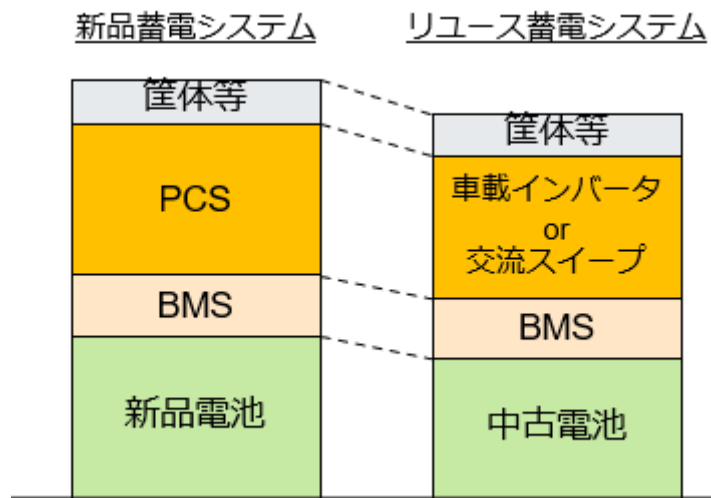 新品蓄電システム
リユース蓄電システム
筐体等
PCS
BMS
新品電池
筐体等
車載インバータ
or
交流スイープ
BMS
中古電池